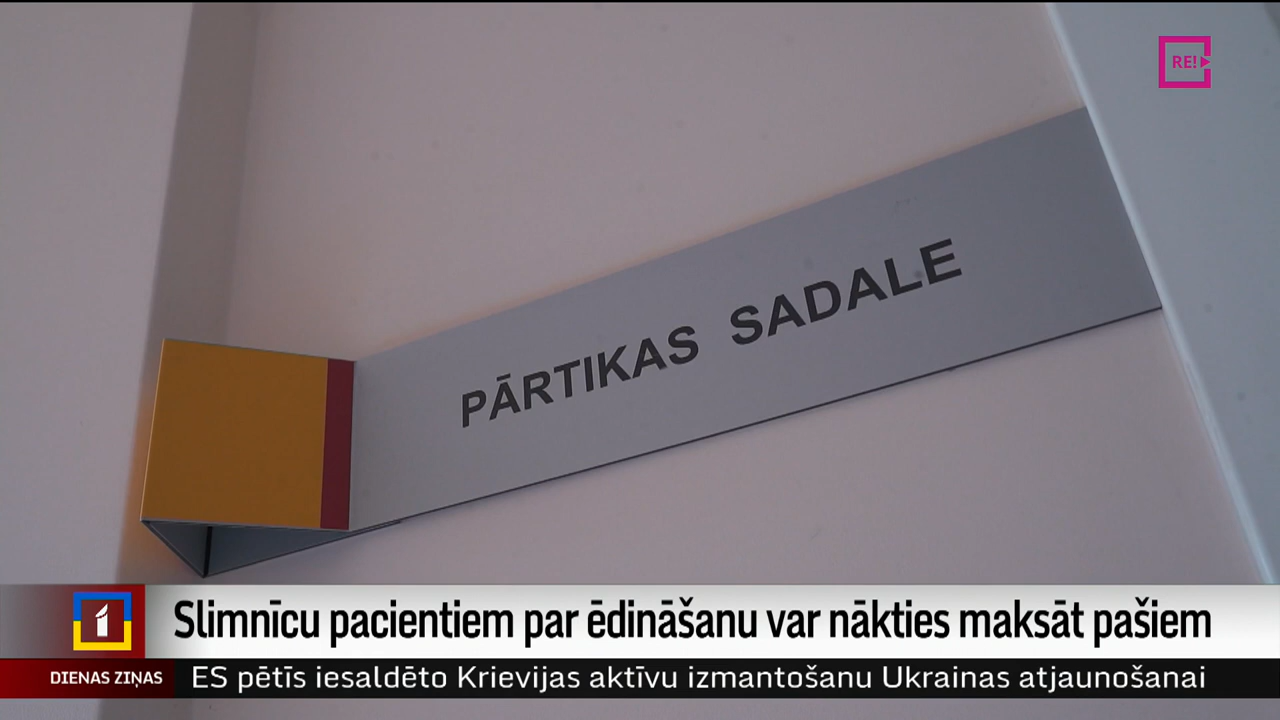 RE!
PĀRTIKAS SADALE
1
Slimnīcu pacientiem par ēdināšanu var nākties maksāt pašiem
DIENAS ZIŅAS
ES pētīs iesaldēto Krievijas aktīvu izmantošanu Ukrainas atjaunošanai